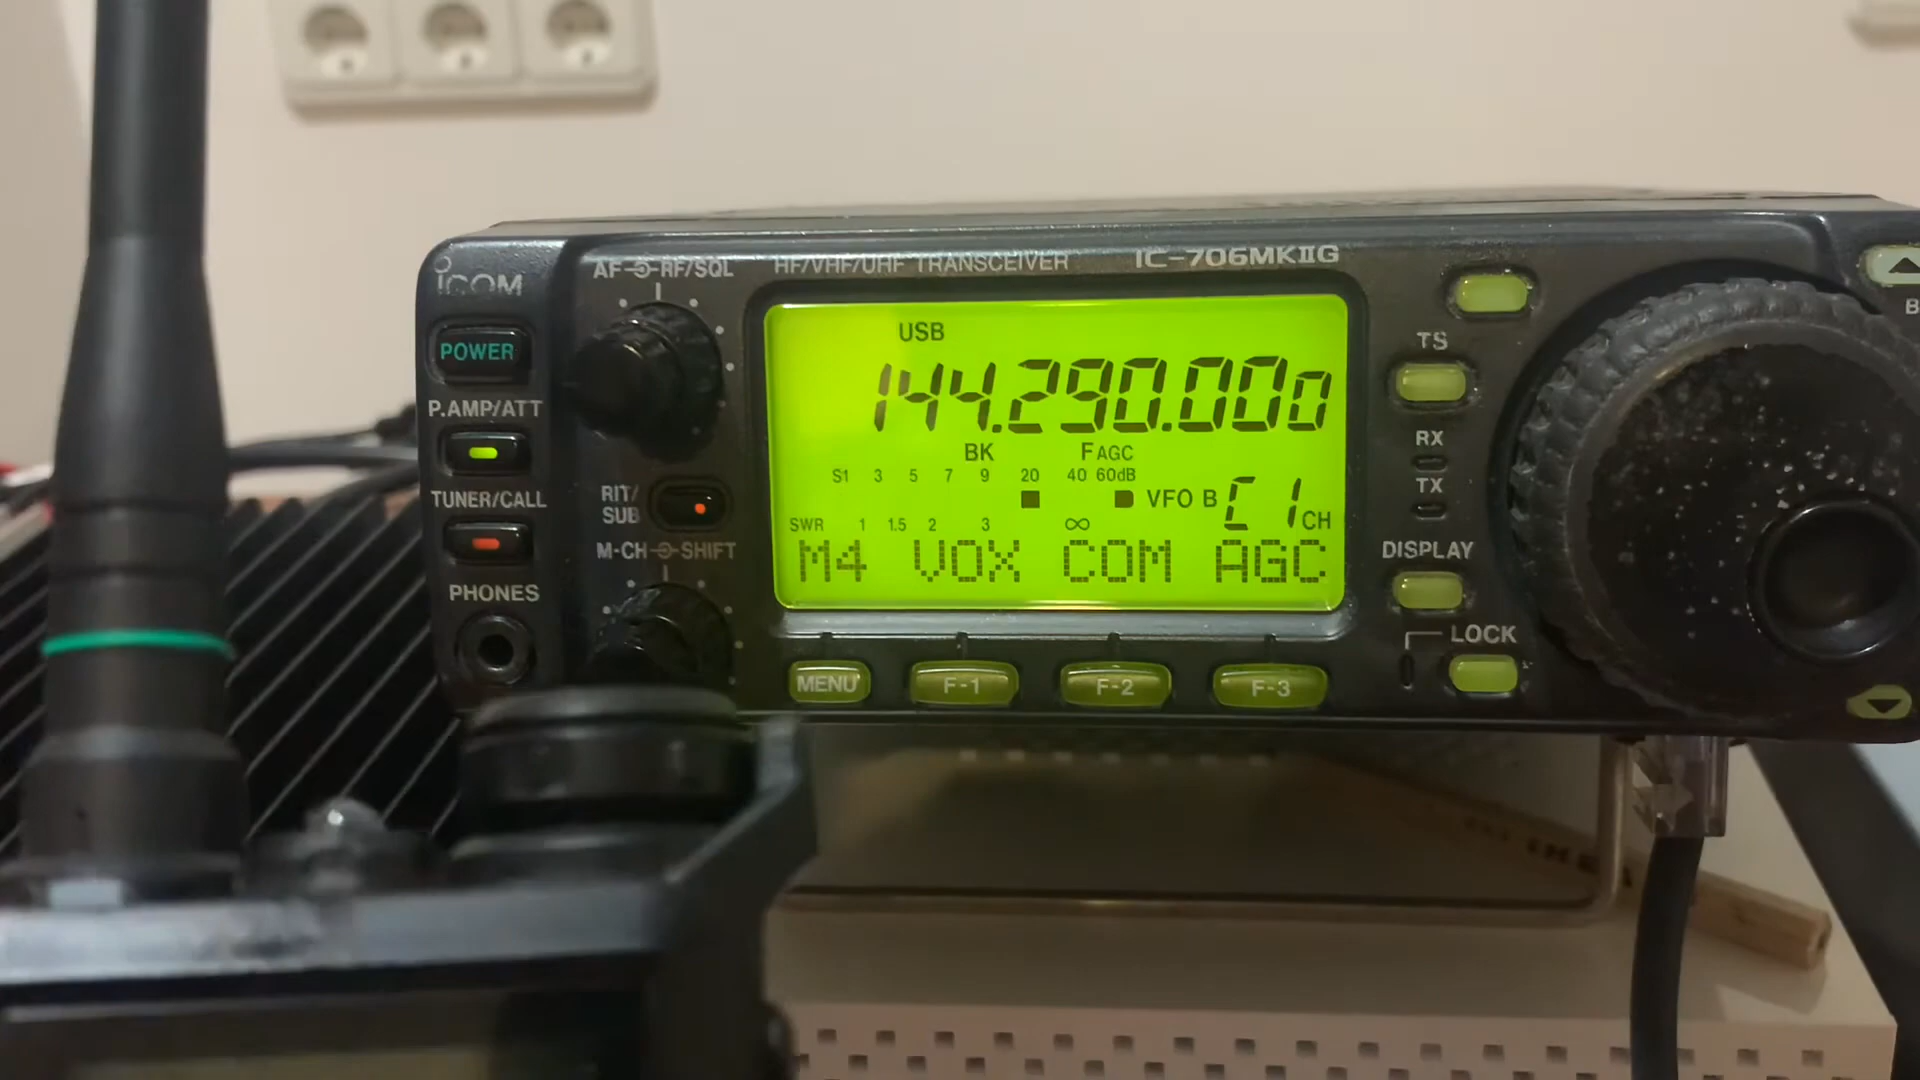 ICOM
AF RF/SQL
HF/VHF/UHF TRANSCEIVER
IC-706MKIIG
POWER
P.AMP/ATT
TUNER/CALL
PHONES
RIT/
SUB
M-CH SHIFT
USB
144.290.000
BK F AGC
S1 3 5 7 9 20 40 60dB
VFO B C1 CH
SWR 1 1.5 2 3 ∞
M4 VOX COM AGC
MENU F-1 F-2 F-3
TS
RX
TX
DISPLAY
LOCK